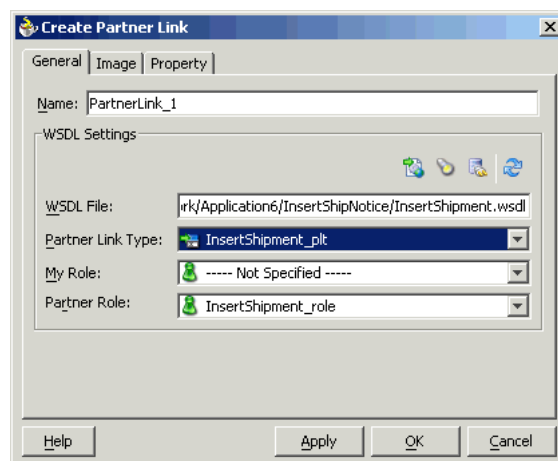 Create Partner Link
General Image Property
Name: PartnerLink_1
WSDL Settings
WSDL File: rk/Application6/InsertShipNotice/InsertShipment.wsdl
Partner Link Type: InsertShipment_plt
My Role: ----- Not Specified -----
Partner Role: InsertShipment_role
Help Apply OK Cancel